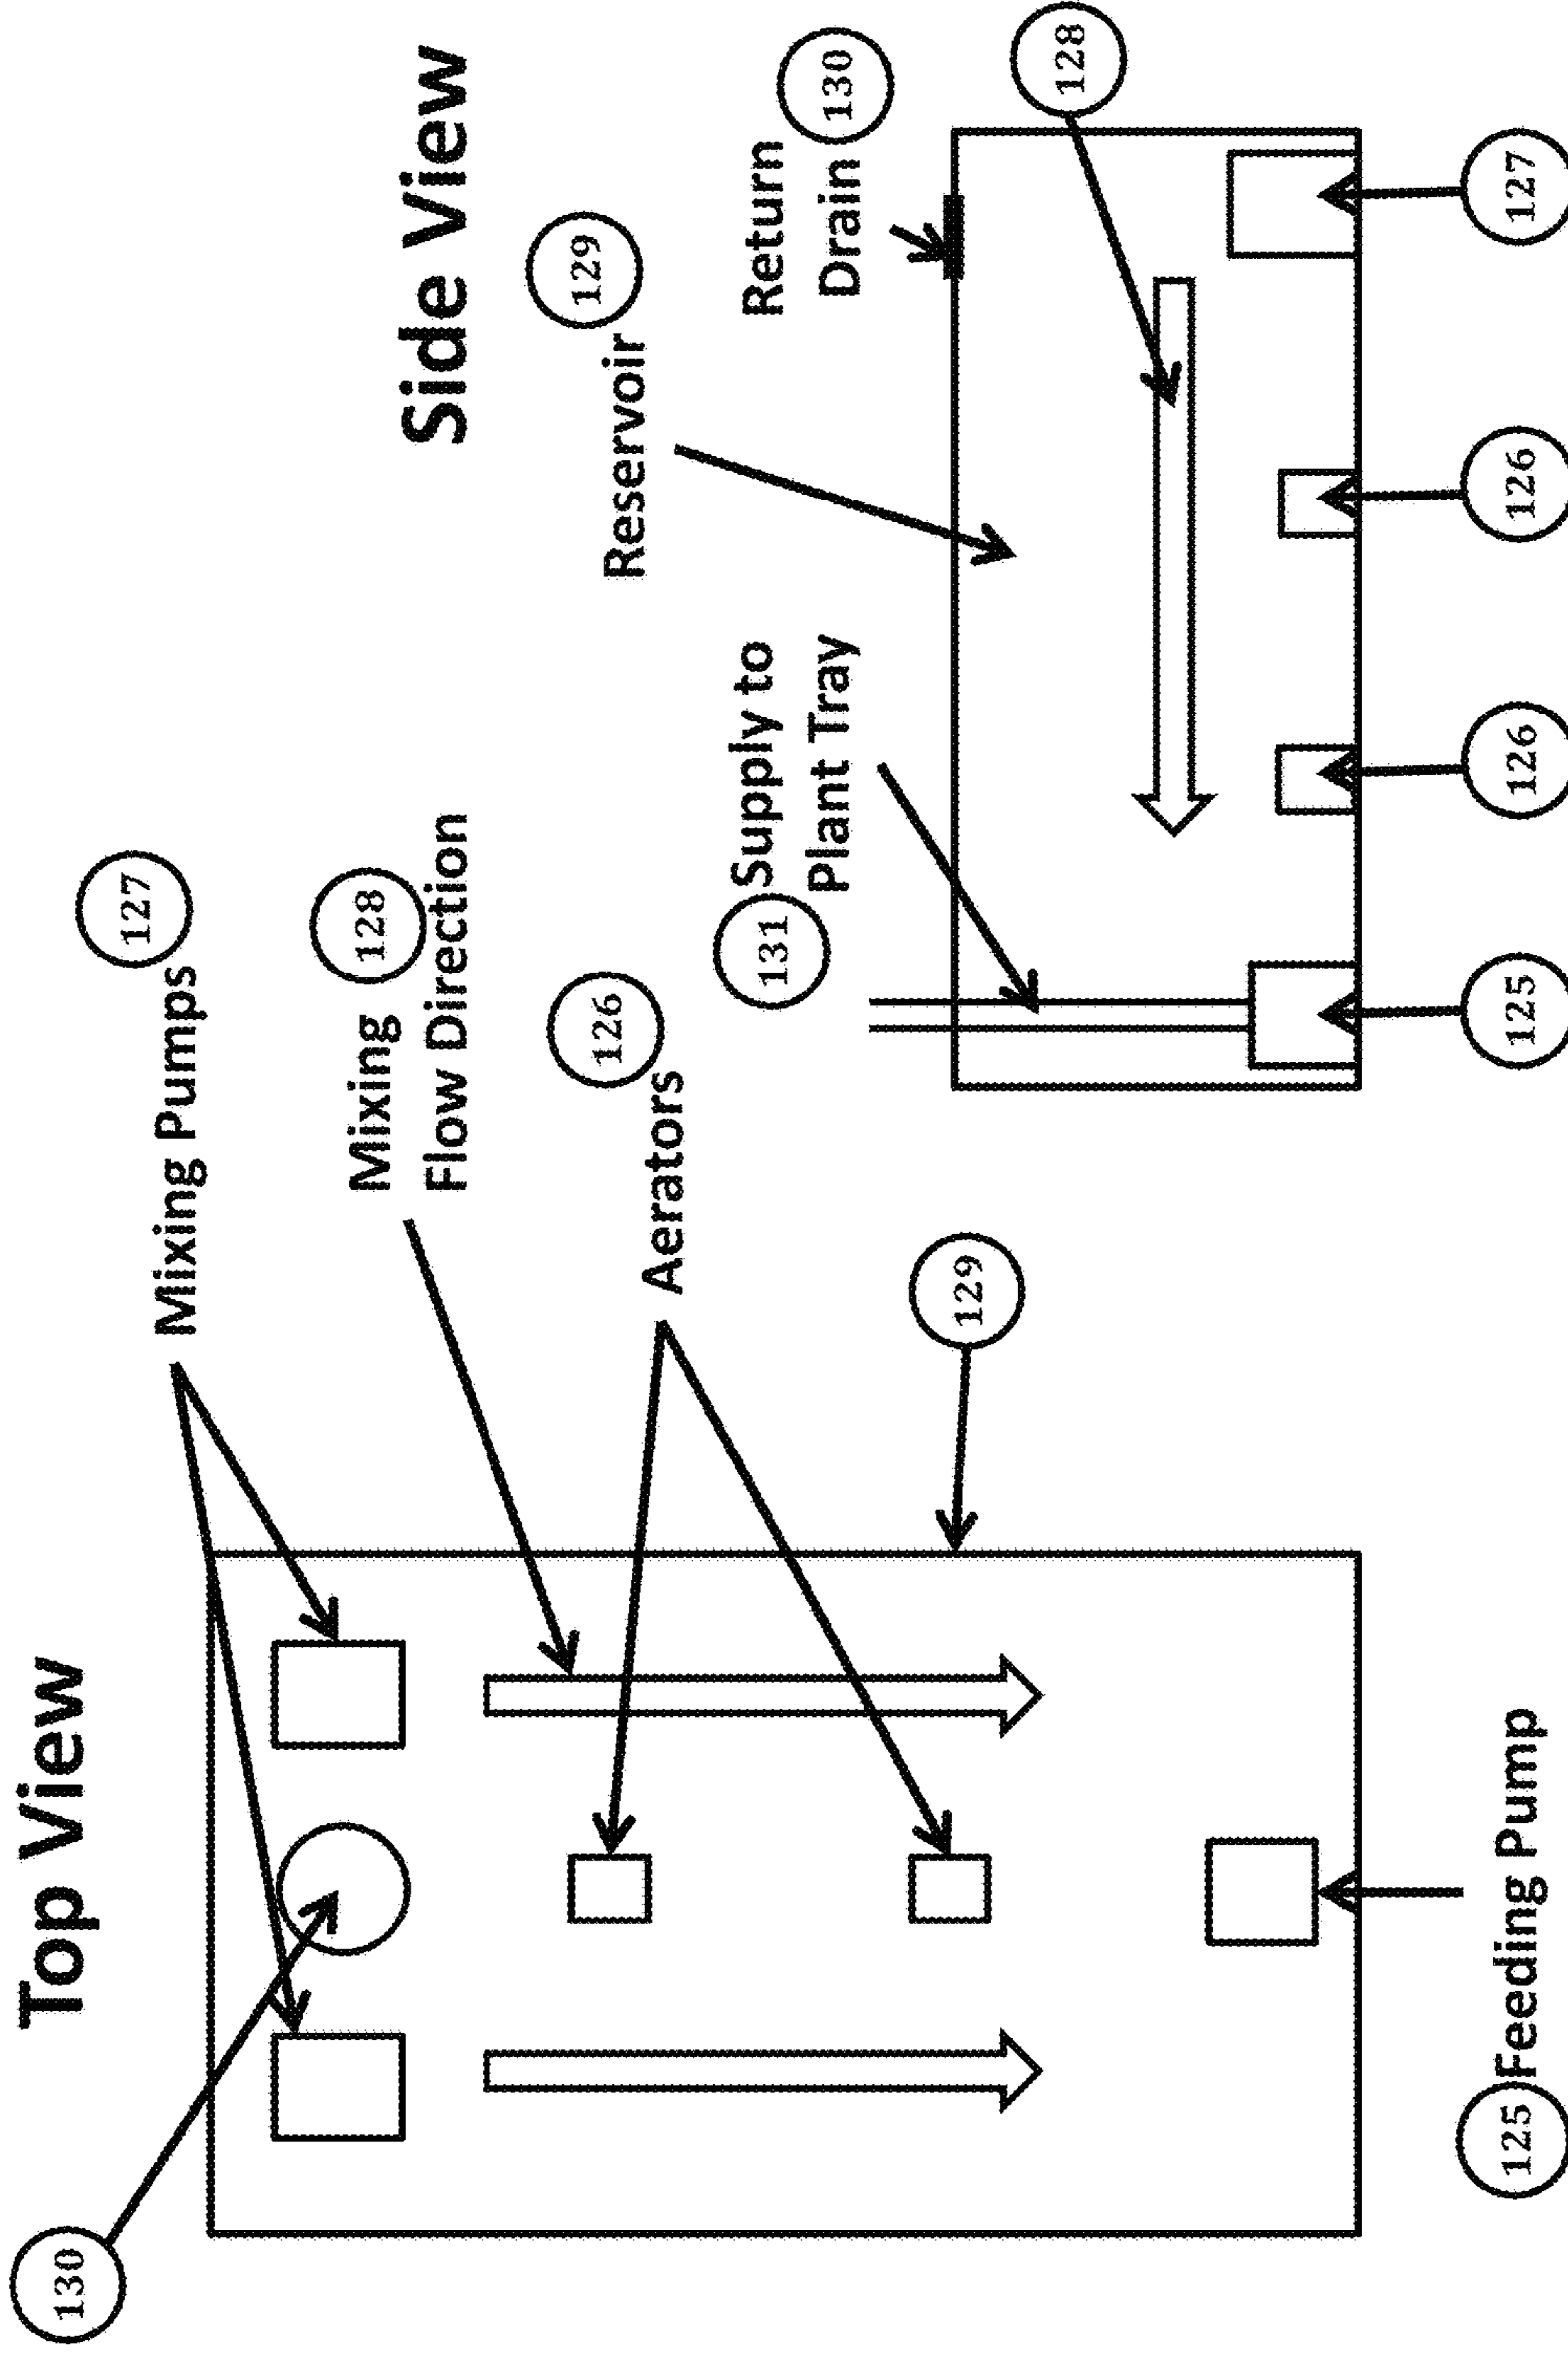 Top View
130
Mixing Pumps 127
Mixing 128
Flow Direction
Aerators 126
129
125 Feeding Pump
Side View
Reservoir 129
131 Supply to
Plant Tray
Return
Drain 130
128
125
126
126
127